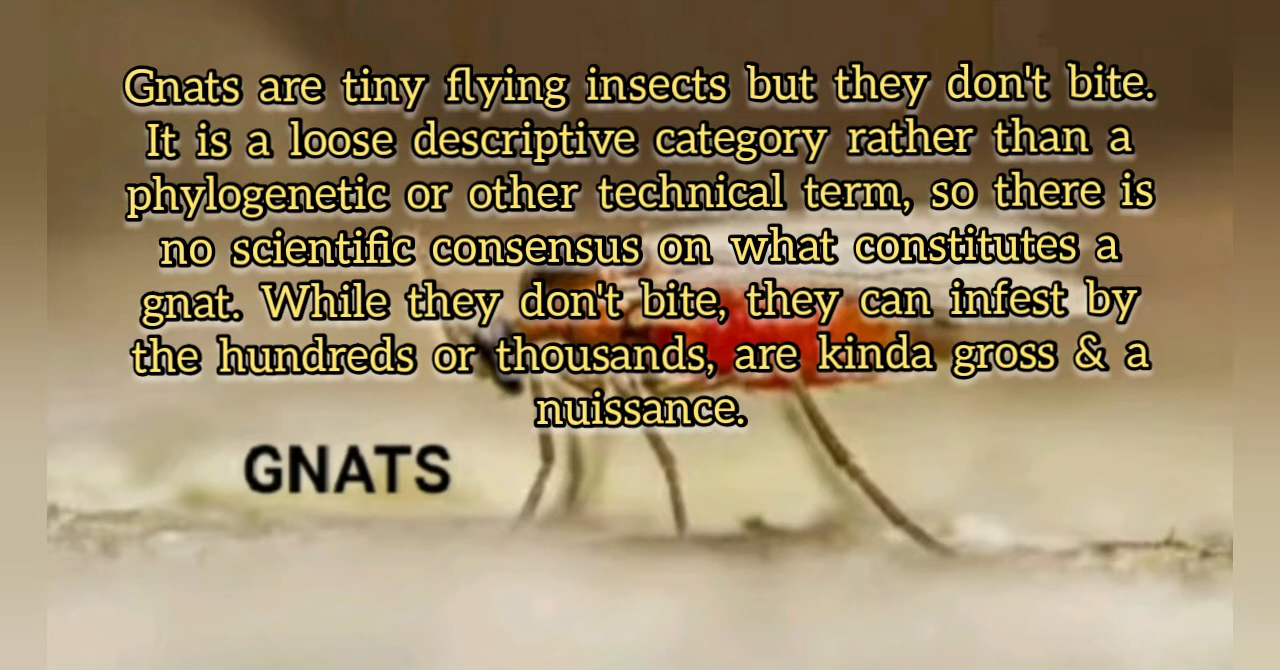 Gnats are tiny flying insects but they don't bite.
It is a loose descriptive category rather than a
phylogenetic or other technical term, so there is
no scientific consensus on what constitutes a
gnat. While they don't bite, they can infest by
the hundreds or thousands, are kinda gross & a
nuissance.
GNATS